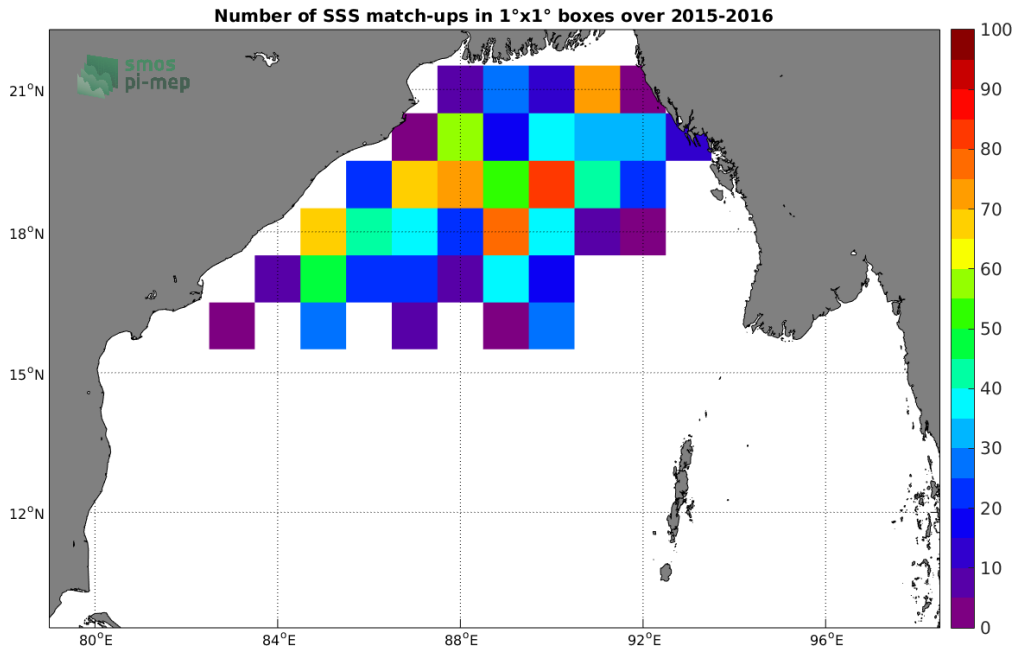 Number of SSS match-ups in 1°x1° boxes over 2015-2016
smos
pi-mep
21°N
18°N
15°N
12°N
80°E
84°E
88°E
92°E
96°E
100
90
80
70
60
50
40
30
20
10
0